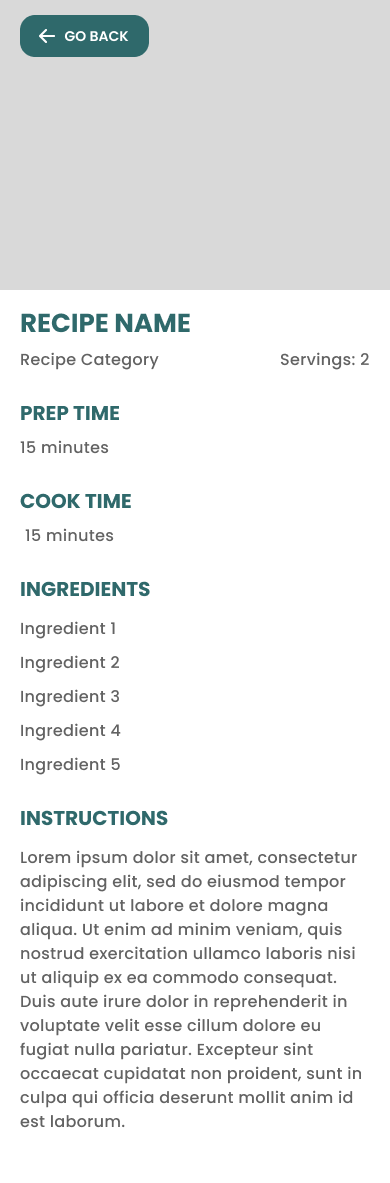 GO BACK
RECIPE NAME
Recipe Category Servings: 2
PREP TIME
15 minutes
COOK TIME
15 minutes
INGREDIENTS
Ingredient 1
Ingredient 2
Ingredient 3
Ingredient 4
Ingredient 5
INSTRUCTIONS
Lorem ipsum dolor sit amet, consectetur
adipiscing elit, sed do eiusmod tempor
incididunt ut labore et dolore magna
aliqua. Ut enim ad minim veniam, quis
nostrud exercitation ullamco laboris nisi
ut aliquip ex ea commodo consequat.
Duis aute irure dolor in reprehenderit in
voluptate velit esse cillum dolore eu
fugiat nulla pariatur. Excepteur sint
occaecat cupidatat non proident, sunt in
culpa qui officia deserunt mollit anim id
est laborum.